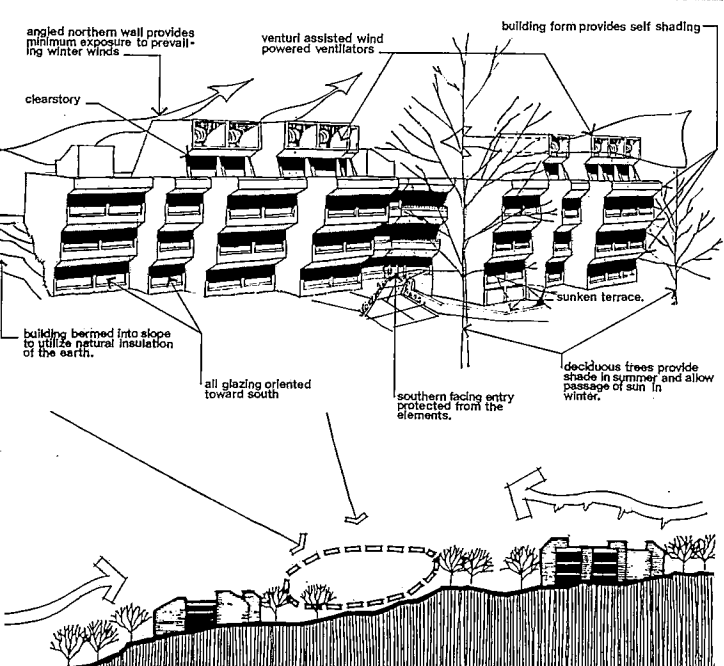 angled northern wall provides
minimum exposure to prevail-
ing winter winds
venturi assisted wind
powered ventilators
building form provides self shading
clearstory
sunken terrace.
building bermed into slope
to utilize natural insulation
of the earth.
all glazing oriented
toward south
southern facing entry
protected from the
elements.
deciduous trees provide
shade in summer and allow
passage of sun in
winter.